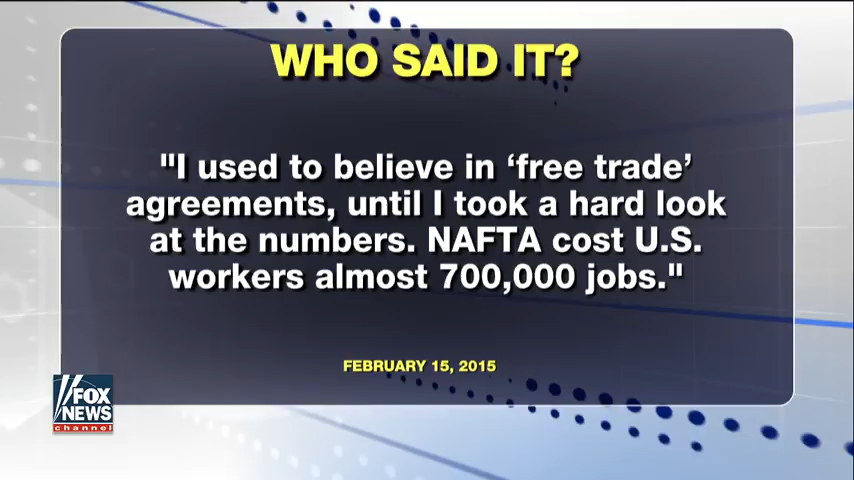 WHO SAID IT?
"I used to believe in ‘free trade’
agreements, until I took a hard look
at the numbers. NAFTA cost U.S.
workers almost 700,000 jobs."
FEBRUARY 15, 2015
FOX
NEWS
channel